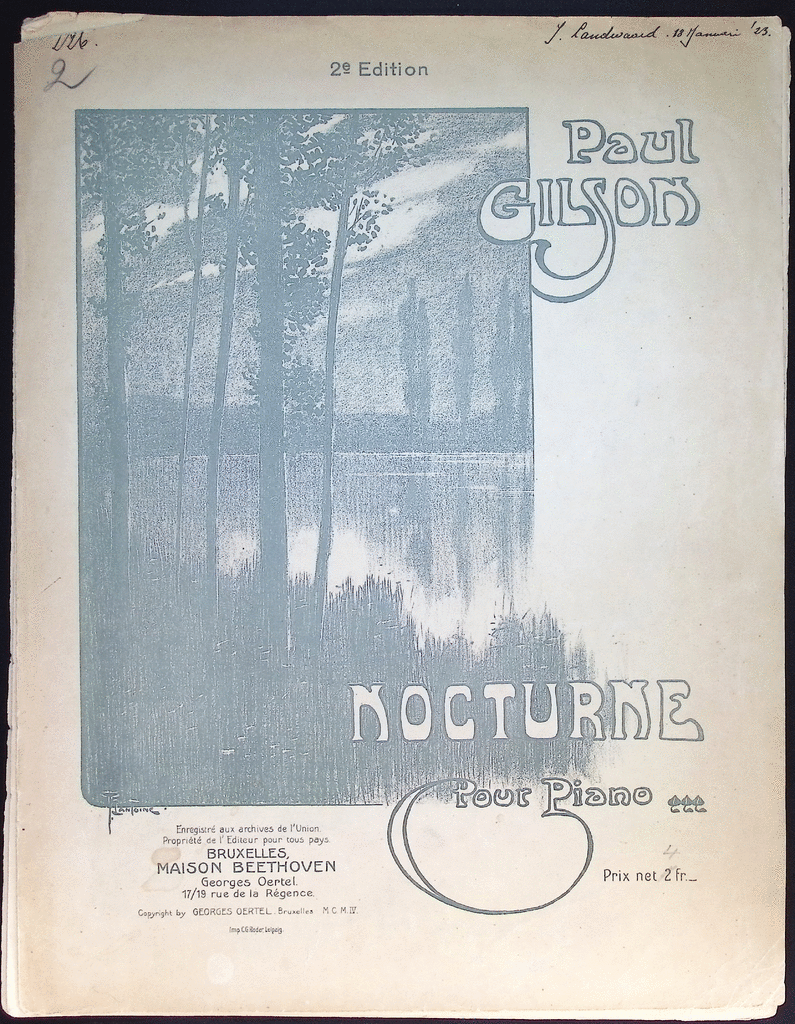 2e Edition
J. Landwaard. 18 Januari '23.
2
Paul
GILSON
NOCTURNE
Pour Piano
Enregistré aux archives de l'Union.
Propriété de l'Editeur pour tous pays.
BRUXELLES,
MAISON BEETHOVEN
Georges Oertel.
17/19 rue de la Régence.
Copyright by GEORGES OERTEL. Bruxelles M.C.M.IV.
Imp. C.G. Röder Leipzig.
4
Prix net 2 fr._